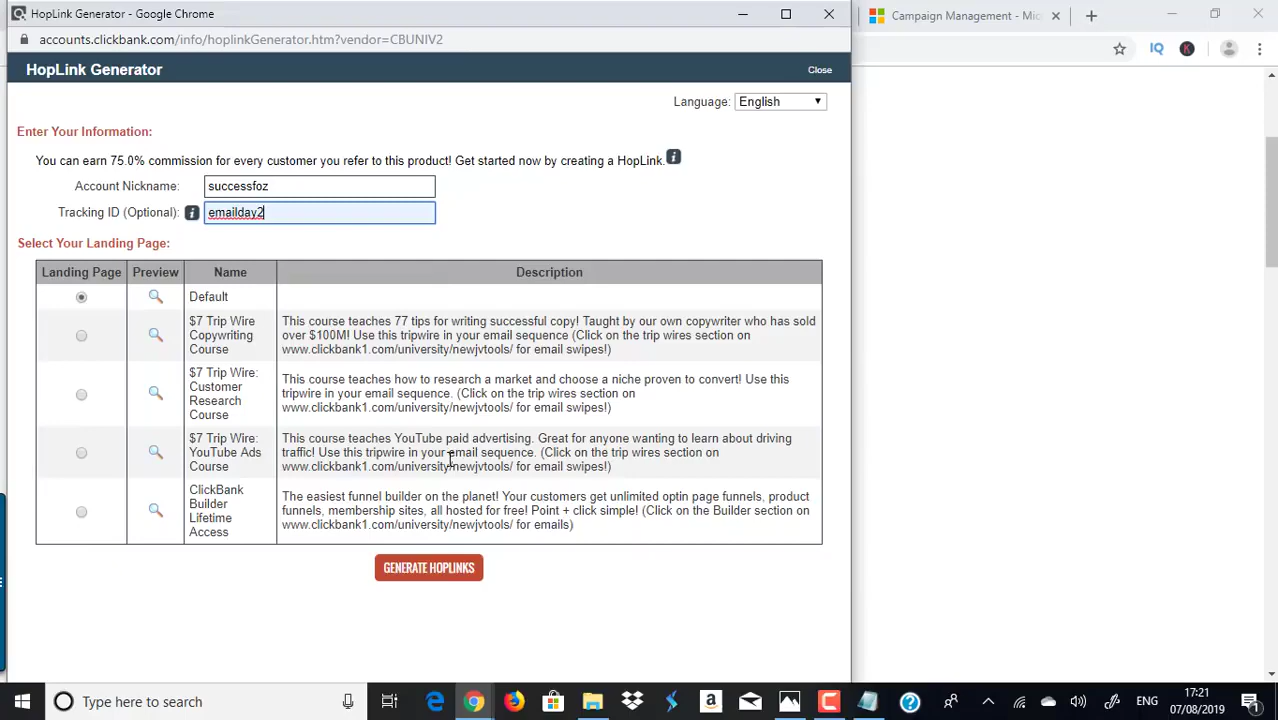 HopLink Generator - Google Chrome
Campaign Management - Mic
accounts.clickbank.com/info/hoplinkGenerator.htm?vendor=CBUNIV2
IQ
K
HopLink Generator
Close
Language: English
Enter Your Information:
You can earn 75.0% commission for every customer you refer to this product! Get started now by creating a HopLink.
Account Nickname: successfoz
Tracking ID (Optional): emailday2
Select Your Landing Page:
Landing Page Preview Name Description
Default
$7 Trip Wire
Copywriting
Course
This course teaches 77 tips for writing successful copy! Taught by our own copywriter who has sold
over $100M! Use this tripwire in your email sequence (Click on the trip wires section on
www.clickbank1.com/university/newjvtools/ for email swipes!)
$7 Trip Wire:
Customer
Research
Course
This course teaches how to research a market and choose a niche proven to convert! Use this
tripwire in your email sequence. (Click on the trip wires section on
www.clickbank1.com/university/newjvtools/ for email swipes!)
$7 Trip Wire:
YouTube Ads
Course
This course teaches YouTube paid advertising. Great for anyone wanting to learn about driving
traffic! Use this tripwire in your email sequence. (Click on the trip wires section on
www.clickbank1.com/university/newjvtools/ for email swipes!)
ClickBank
Builder
Lifetime
Access
The easiest funnel builder on the planet! Your customers get unlimited optin page funnels, product
funnels, membership sites, all hosted for free! Point + click simple! (Click on the Builder section on
www.clickbank1.com/university/newjvtools/ for emails)
GENERATE HOPLINKS
Type here to search
ENG
17:21
07/08/2019